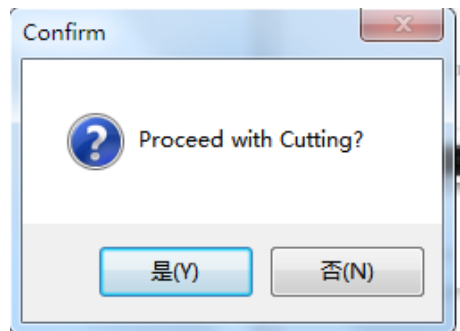 Confirm
Proceed with Cutting?
是(Y)
否(N)